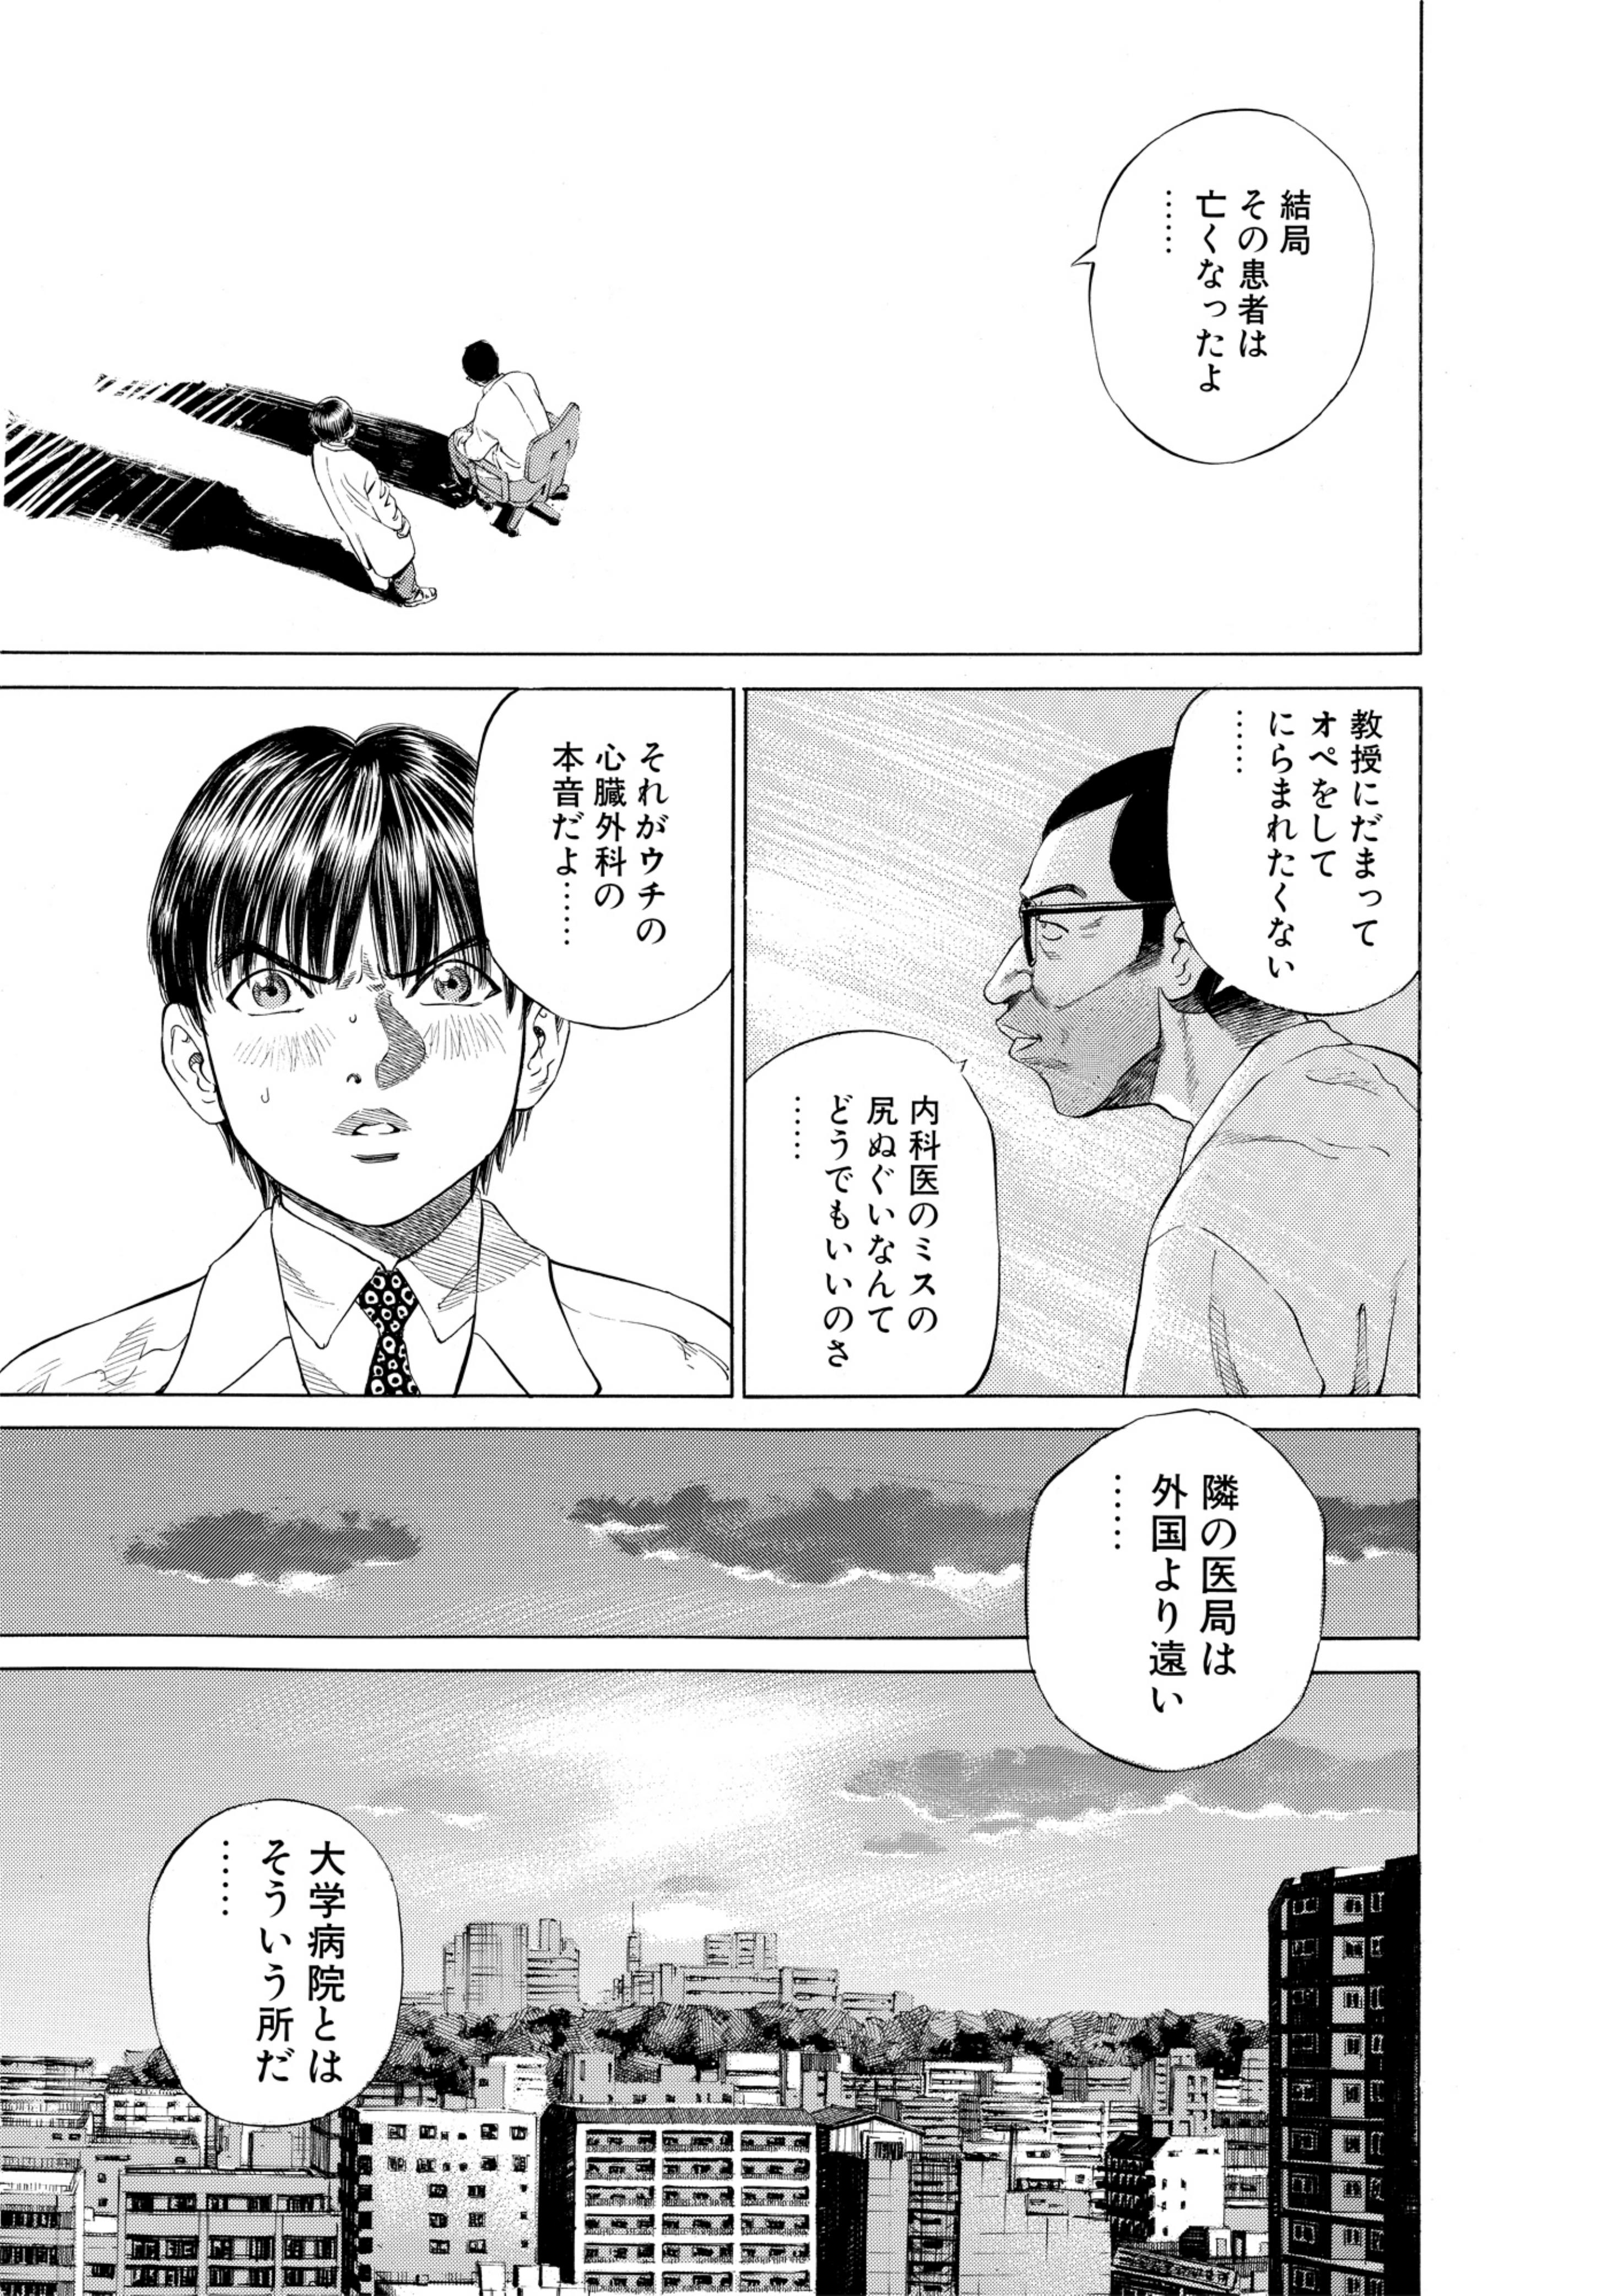 結局
その患者は
亡くなったよ
……
教授にだまって
オペをして
にらまれたくない
……
内科医のミスの
尻ぬぐいなんて
どうでもいいのさ
……
それがウチの
心臓外科の
本音だよ……
隣の医局は
外国より遠い
……
大学病院とは
そういう所だ
……